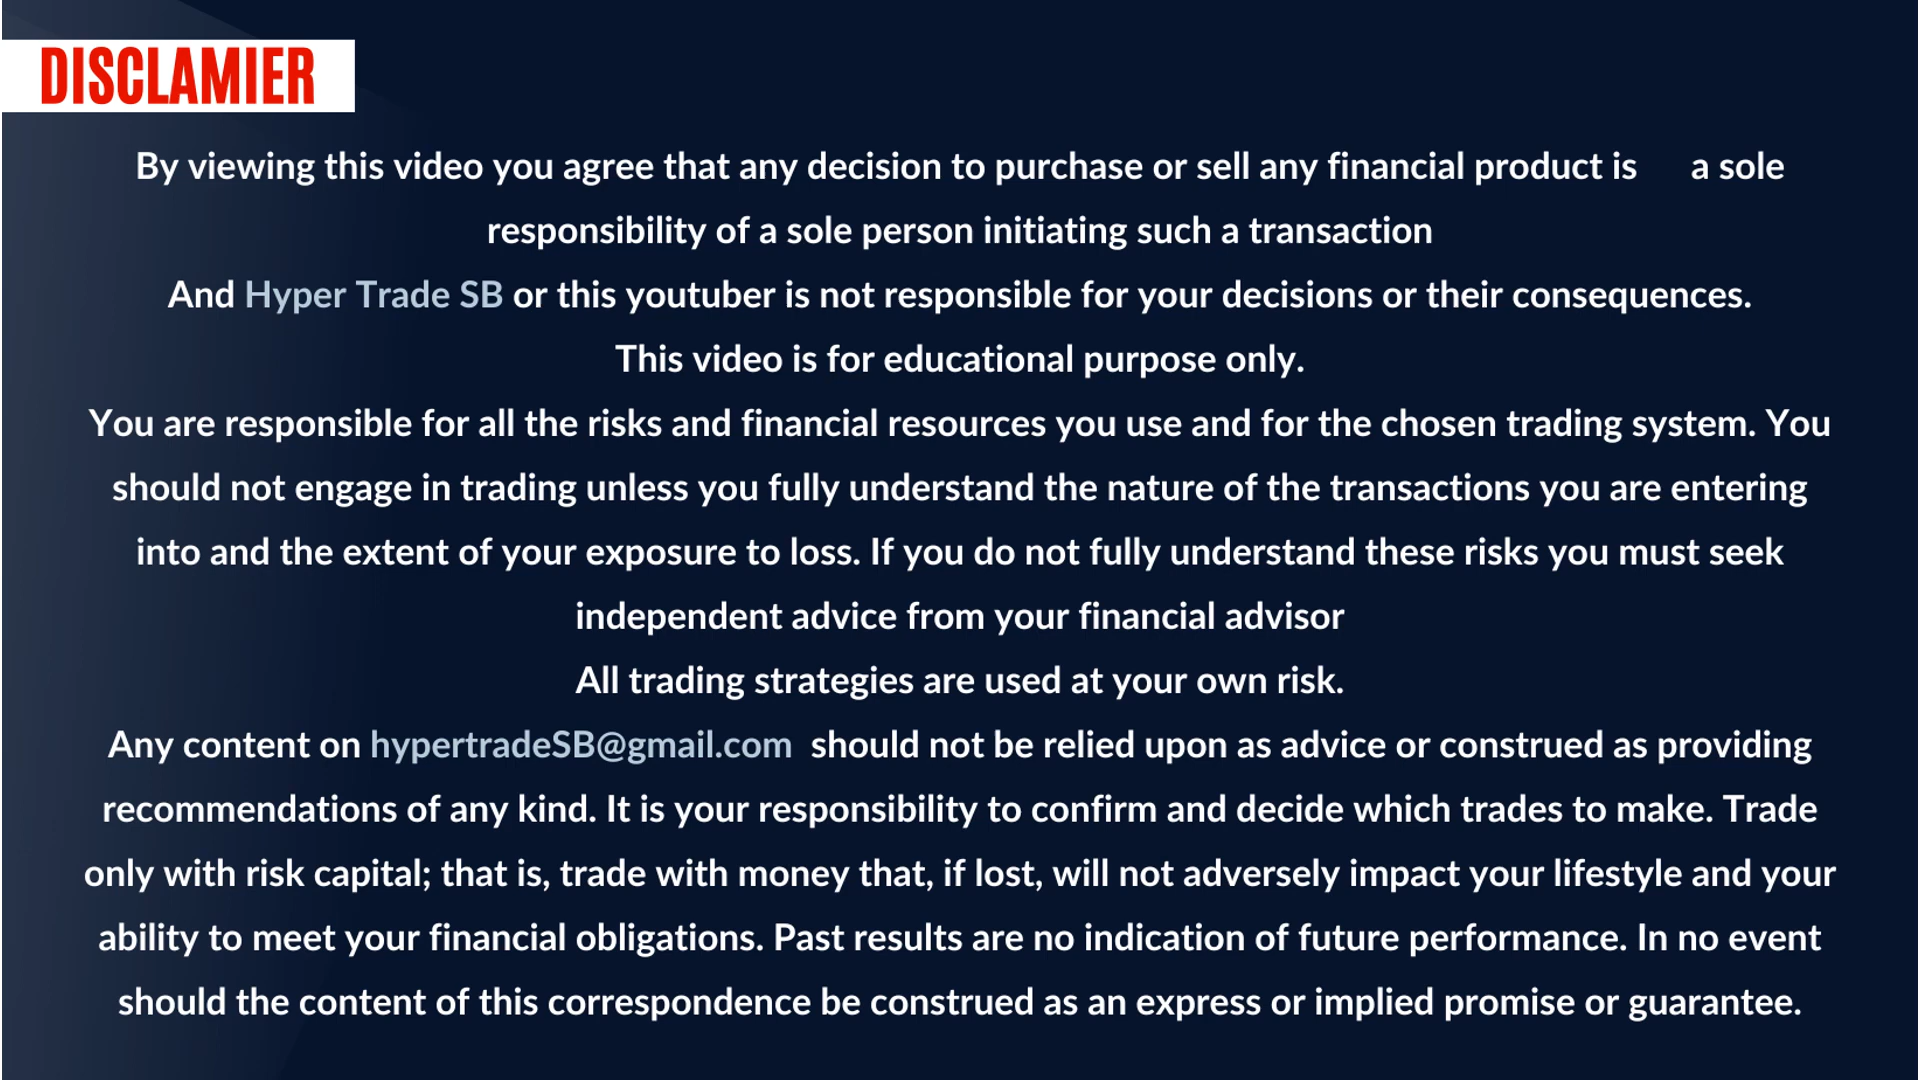 DISCLAMIER
By viewing this video you agree that any decision to purchase or sell any financial product is a sole
responsibility of a sole person initiating such a transaction
And Hyper Trade SB or this youtuber is not responsible for your decisions or their consequences.
This video is for educational purpose only.
You are responsible for all the risks and financial resources you use and for the chosen trading system. You
should not engage in trading unless you fully understand the nature of the transactions you are entering
into and the extent of your exposure to loss. If you do not fully understand these risks you must seek
independent advice from your financial advisor
All trading strategies are used at your own risk.
Any content on hypertradeSB@gmail.com should not be relied upon as advice or construed as providing
recommendations of any kind. It is your responsibility to confirm and decide which trades to make. Trade
only with risk capital; that is, trade with money that, if lost, will not adversely impact your lifestyle and your
ability to meet your financial obligations. Past results are no indication of future performance. In no event
should the content of this correspondence be construed as an express or implied promise or guarantee.